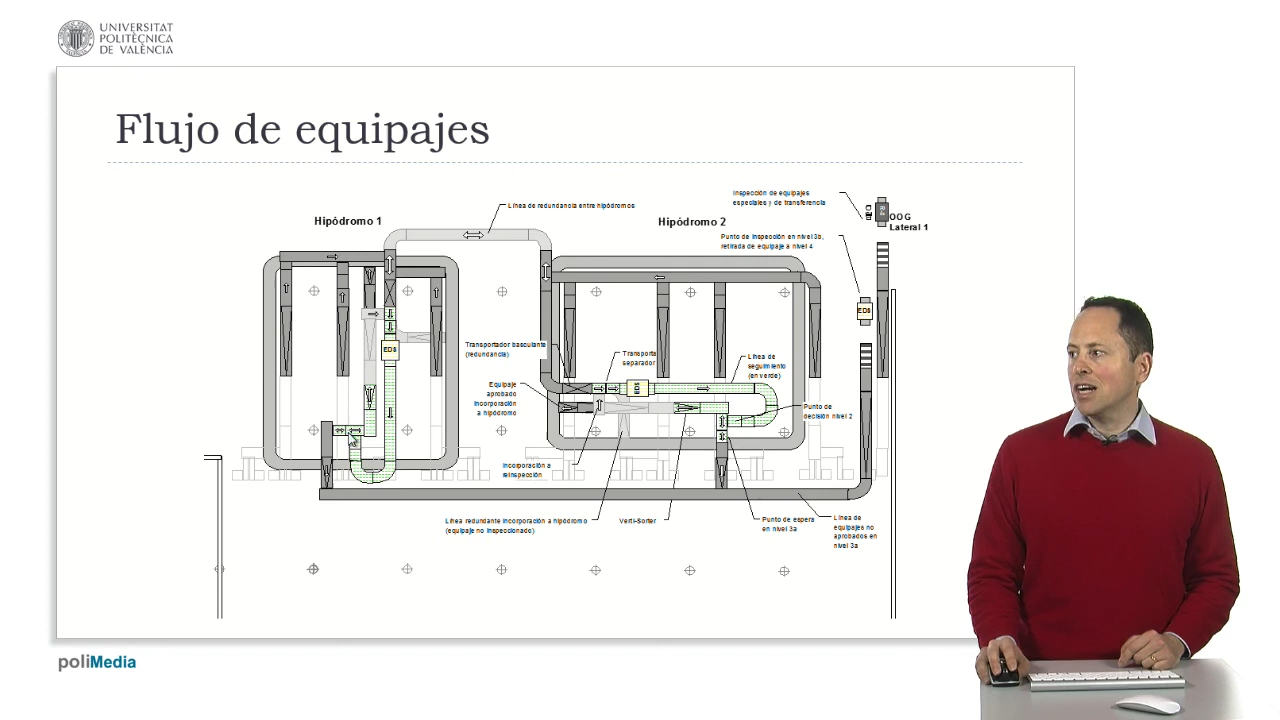 UNIVERSITAT
POLITÈCNICA
DE VALÈNCIA
Flujo de equipajes
Inspección de equipajes
especiales y de transferencia
Línea de redundancia entre hipódromos
Hipódromo 1
Hipódromo 2
OOG
Lateral 1
Punto de inspección en nivel 3b,
retirada de equipaje a nivel 4
EDS
EDS
Transportador basculante
(redundancia)
Transporta
separador
Línea de
seguimiento
(en verde)
EDS
Equipaje
aprobado
incorporación
a hipódromo
Punto de
decisión nivel 2
Incorporación a
reinspección
Línea redundante incorporación a hipódromo
(equipaje no inspeccionado)
Verti-Sorter
Punto de espera
en nivel 3a
Línea de
equipajes no
aprobados en
nivel 3a
poliMedia